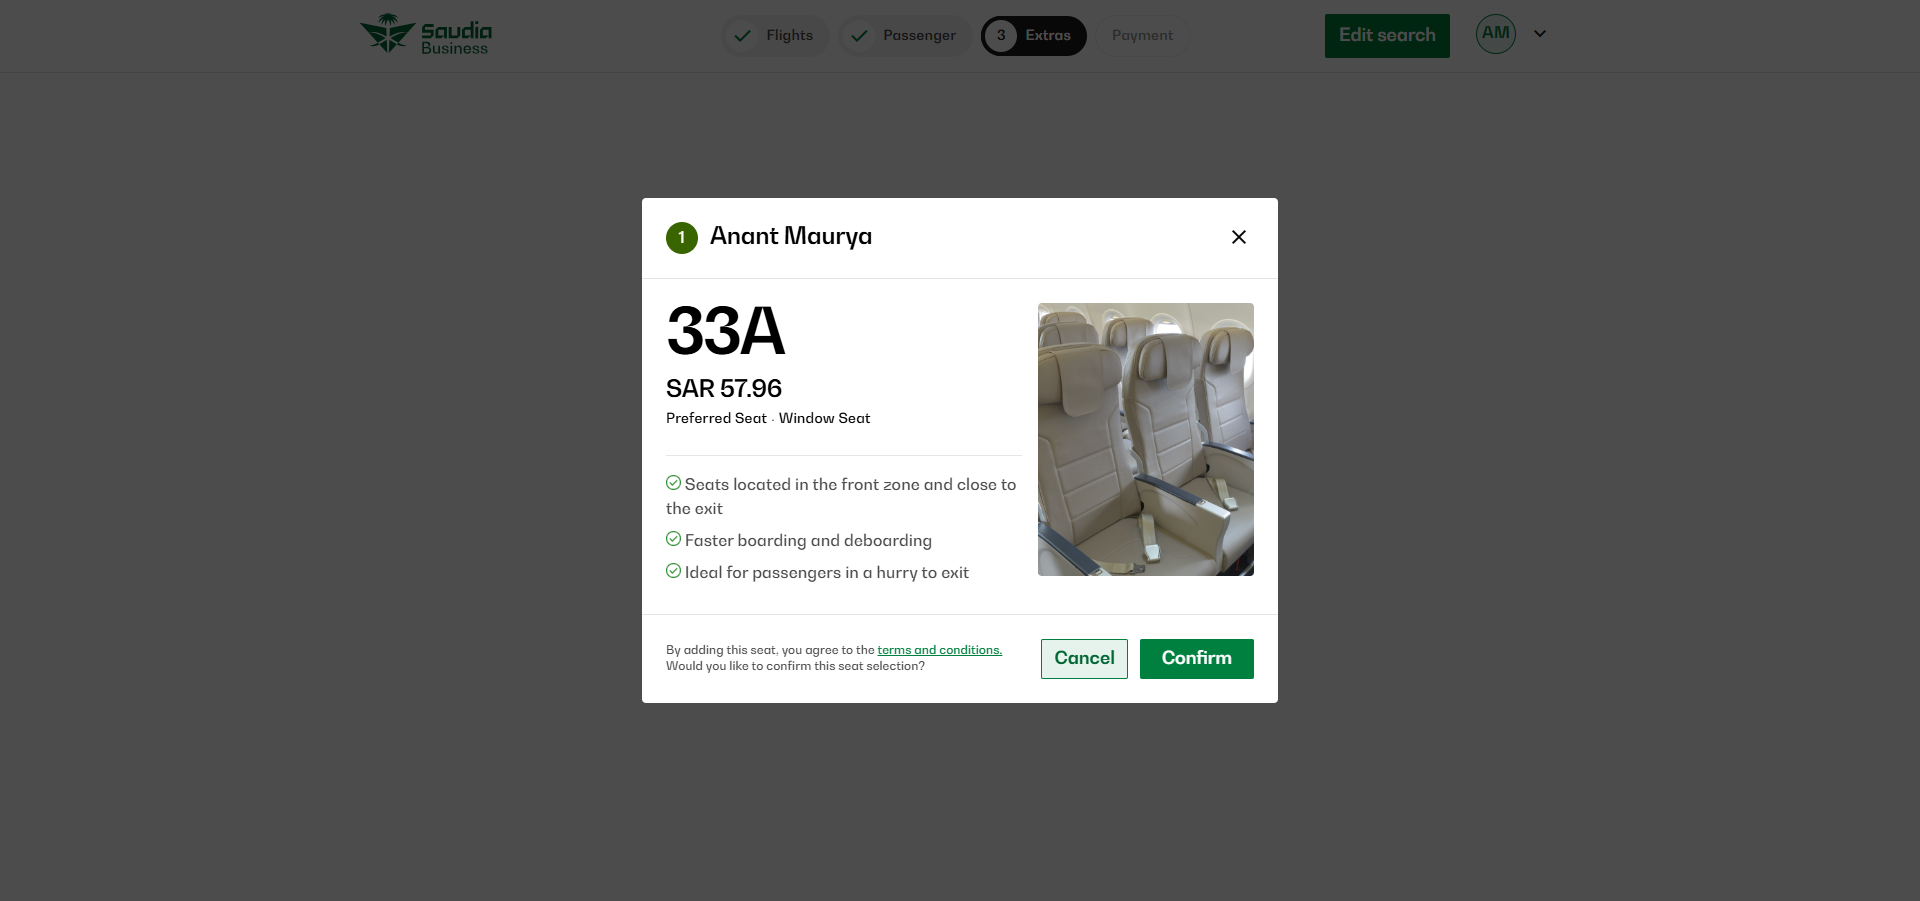 Saudia
Business
Flights
Passenger
3 Extras
Payment
Edit search
AM
1 Anant Maurya
33A
SAR 57.96
Preferred Seat · Window Seat
Seats located in the front zone and close to
the exit
Faster boarding and deboarding
Ideal for passengers in a hurry to exit
By adding this seat, you agree to the terms and conditions.
Would you like to confirm this seat selection?
Cancel
Confirm